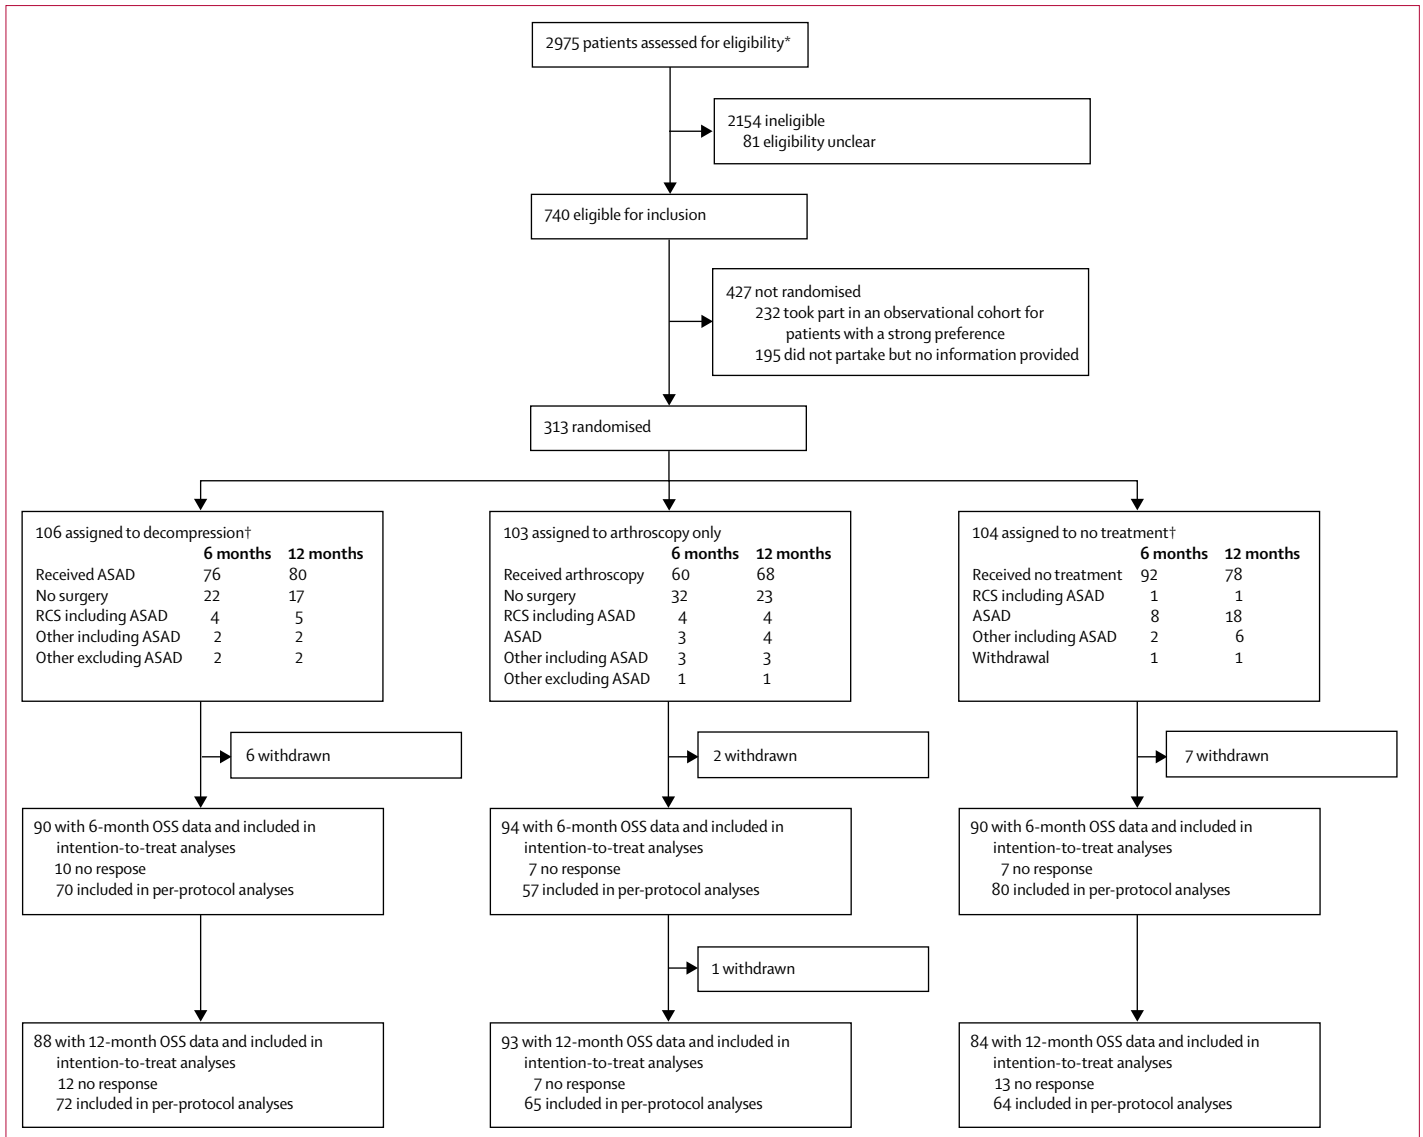 2975 patients assessed for eligibility*
2154 ineligible
81 eligibility unclear
740 eligible for inclusion
427 not randomised
232 took part in an observational cohort for
patients with a strong preference
195 did not partake but no information provided
313 randomised
106 assigned to decompression†
6 months 12 months
Received ASAD 76 80
No surgery 22 17
RCS including ASAD 4 5
Other including ASAD 2 2
Other excluding ASAD 2 2
103 assigned to arthroscopy only
6 months 12 months
Received arthroscopy 60 68
No surgery 32 23
RCS including ASAD 4 4
ASAD 3 4
Other including ASAD 3 3
Other excluding ASAD 1 1
104 assigned to no treatment†
6 months 12 months
Received no treatment 92 78
RCS including ASAD 1 1
ASAD 8 18
Other including ASAD 2 6
Withdrawal 1 1
6 withdrawn
2 withdrawn
7 withdrawn
90 with 6-month OSS data and included in
intention-to-treat analyses
10 no respose
70 included in per-protocol analyses
94 with 6-month OSS data and included in
intention-to-treat analyses
7 no response
57 included in per-protocol analyses
90 with 6-month OSS data and included in
intention-to-treat analyses
7 no response
80 included in per-protocol analyses
1 withdrawn
88 with 12-month OSS data and included in
intention-to-treat analyses
12 no response
72 included in per-protocol analyses
93 with 12-month OSS data and included in
intention-to-treat analyses
7 no response
65 included in per-protocol analyses
84 with 12-month OSS data and included in
intention-to-treat analyses
13 no response
64 included in per-protocol analyses